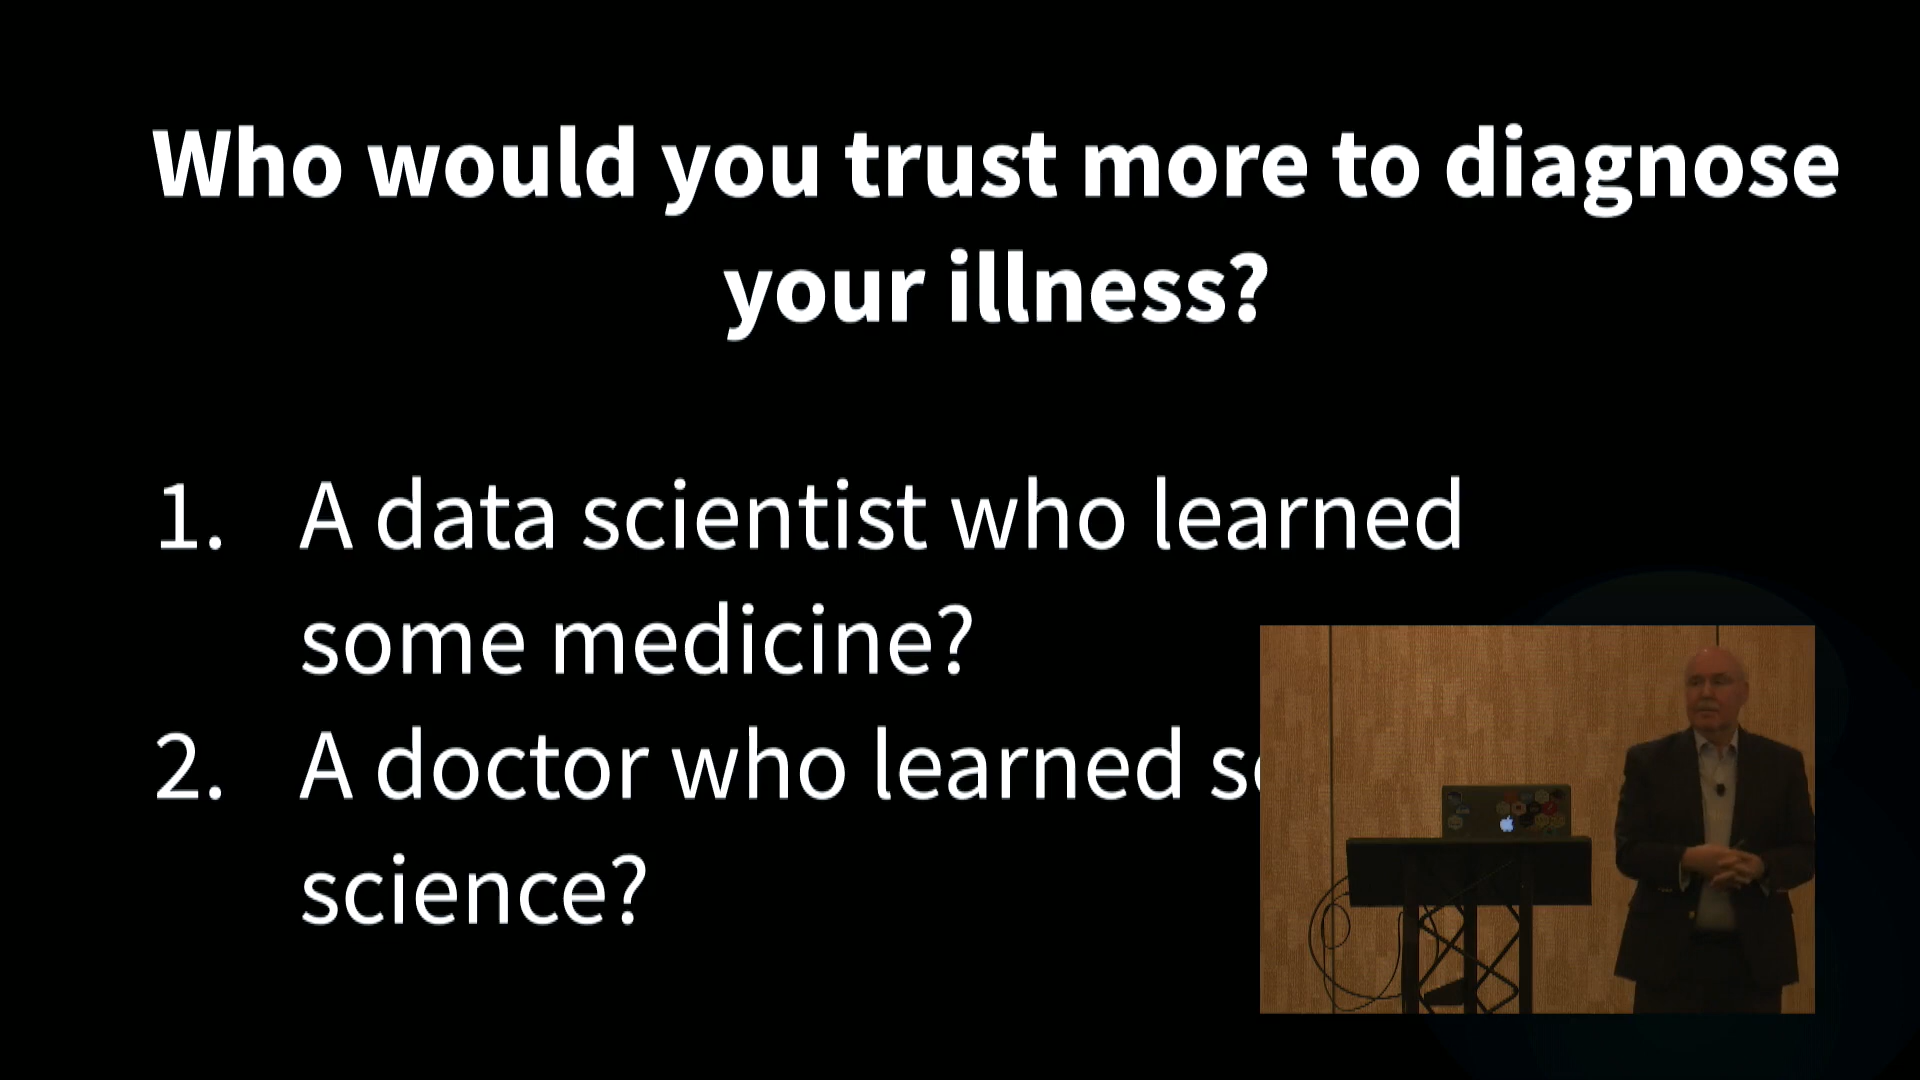 Who would you trust more to diagnose
your illness?
1. A data scientist who learned
some medicine?
2. A doctor who learned
science?